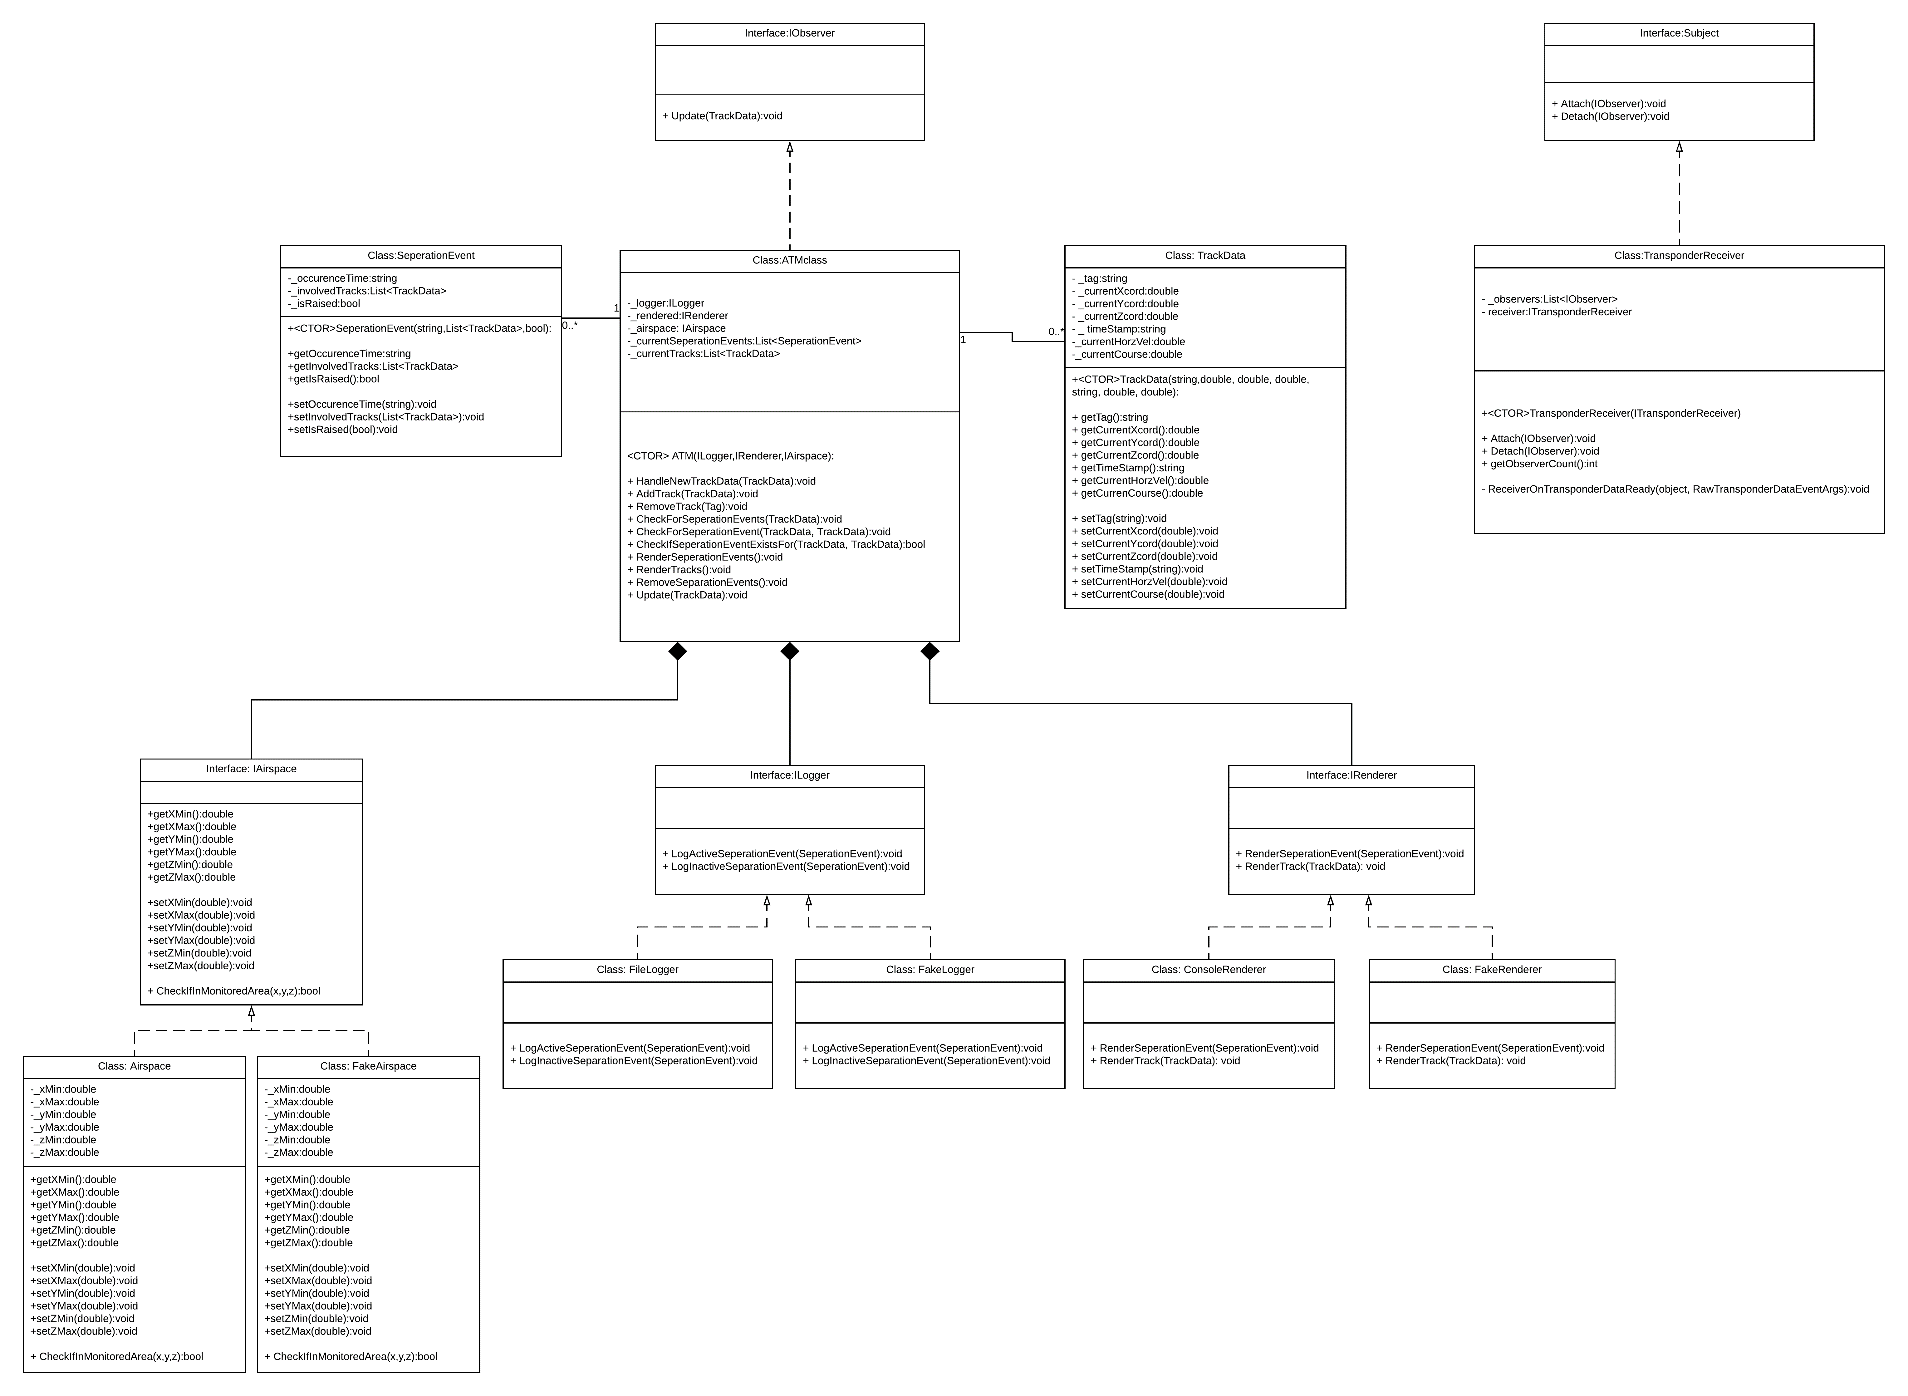 Interface:IObserver
+ Update(TrackData):void
Interface:Subject
+ Attach(IObserver):void
+ Detach(IObserver):void
Class:SeperationEvent
-_occurenceTime:string
-_involvedTracks:List<TrackData>
-_isRaised:bool
+<CTOR>SeperationEvent(string,List<TrackData>,bool):
+getOccurenceTime:string
+getInvolvedTracks:List<TrackData>
+getIsRaised():bool
+setOccurenceTime(string):void
+setInvolvedTracks(List<TrackData>):void
+setIsRaised(bool):void
1
0..*
Class:ATMclass
-_logger:ILogger
-_rendered:IRenderer
-_airspace: IAirspace
-_currentSeperationEvents:List<SeperationEvent>
-_currentTracks:List<TrackData>
<CTOR> ATM(ILogger,IRenderer,IAirspace):
+ HandleNewTrackData(TrackData):void
+ AddTrack(TrackData):void
+ RemoveTrack(Tag):void
+ CheckForSeperationEvents(TrackData):void
+ CheckForSeperationEvent(TrackData, TrackData):void
+ CheckIfSeperationEventExistsFor(TrackData, TrackData):bool
+ RenderSeperationEvents():void
+ RenderTracks():void
+ RemoveSeparationEvents():void
+ Update(TrackData):void
1
0..*
Class: TrackData
- _tag:string
- _currentXcord:double
- _currentYcord:double
- _currentZcord:double
- _ timeStamp:string
-_currentHorzVel:double
-_currentCourse:double
+<CTOR>TrackData(string,double, double, double,
string, double, double):
+ getTag():string
+ getCurrentXcord():double
+ getCurrentYcord():double
+ getCurrentZcord():double
+ getTimeStamp():string
+ getCurrentHorzVel():double
+ getCurrenCourse():double
+ setTag(string):void
+ setCurrentXcord(double):void
+ setCurrentYcord(double):void
+ setCurrentZcord(double):void
+ setTimeStamp(string):void
+ setCurrentHorzVel(double):void
+ setCurrentCourse(double):void
Class:TransponderReceiver
- _observers:List<IObserver>
- receiver:ITransponderReceiver
+<CTOR>TransponderReceiver(ITransponderReceiver)
+ Attach(IObserver):void
+ Detach(IObserver):void
+ getObserverCount():int
- ReceiverOnTransponderDataReady(object, RawTransponderDataEventArgs):void
Interface: IAirspace
+getXMin():double
+getXMax():double
+getYMin():double
+getYMax():double
+getZMin():double
+getZMax():double
+setXMin(double):void
+setXMax(double):void
+setYMin(double):void
+setYMax(double):void
+setZMin(double):void
+setZMax(double):void
+ CheckIfInMonitoredArea(x,y,z):bool
Interface:ILogger
+ LogActiveSeperationEvent(SeperationEvent):void
+ LogInactiveSeparationEvent(SeperationEvent):void
Interface:IRenderer
+ RenderSeperationEvent(SeperationEvent):void
+ RenderTrack(TrackData): void
Class: FileLogger
+ LogActiveSeperationEvent(SeperationEvent):void
+ LogInactiveSeparationEvent(SeperationEvent):void
Class: FakeLogger
+ LogActiveSeperationEvent(SeperationEvent):void
+ LogInactiveSeparationEvent(SeperationEvent):void
Class: ConsoleRenderer
+ RenderSeperationEvent(SeperationEvent):void
+ RenderTrack(TrackData): void
Class: FakeRenderer
+ RenderSeperationEvent(SeperationEvent):void
+ RenderTrack(TrackData): void
Class: Airspace
-_xMin:double
-_xMax:double
-_yMin:double
-_yMax:double
-_zMin:double
-_zMax:double
+getXMin():double
+getXMax():double
+getYMin():double
+getYMax():double
+getZMin():double
+getZMax():double
+setXMin(double):void
+setXMax(double):void
+setYMin(double):void
+setYMax(double):void
+setZMin(double):void
+setZMax(double):void
+ CheckIfInMonitoredArea(x,y,z):bool
Class: FakeAirspace
-_xMin:double
-_xMax:double
-_yMin:double
-_yMax:double
-_zMin:double
-_zMax:double
+getXMin():double
+getXMax():double
+getYMin():double
+getYMax():double
+getZMin():double
+getZMax():double
+setXMin(double):void
+setXMax(double):void
+setYMin(double):void
+setYMax(double):void
+setZMin(double):void
+setZMax(double):void
+ CheckIfInMonitoredArea(x,y,z):bool